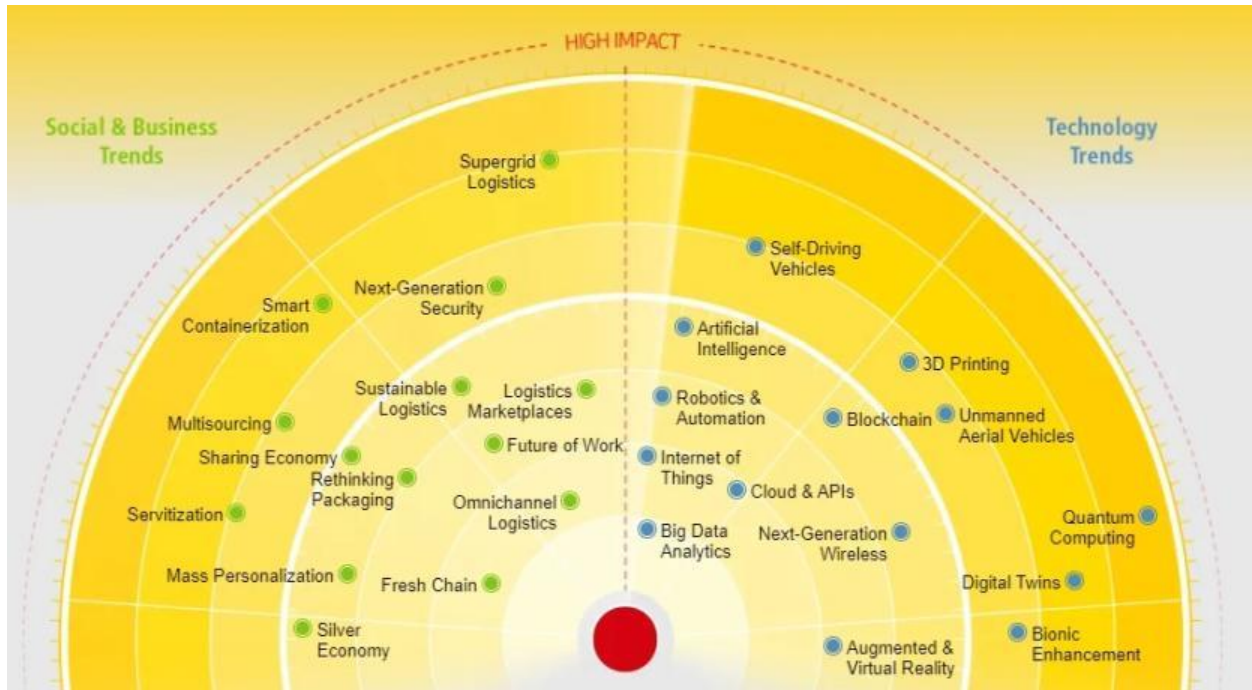 HIGH IMPACT
Social & Business
Trends
Technology
Trends
Supergrid
Logistics
Self-Driving
Vehicles
Next-Generation
Security
Smart
Containerization
Artificial
Intelligence
3D Printing
Sustainable
Logistics
Logistics
Marketplaces
Robotics &
Automation
Multisourcing
Blockchain
Unmanned
Aerial Vehicles
Future of Work
Sharing Economy
Rethinking
Packaging
Internet of
Things
Cloud & APIs
Servitization
Omnichannel
Logistics
Big Data
Analytics
Next-Generation
Wireless
Quantum
Computing
Mass Personalization
Fresh Chain
Digital Twins
Silver
Economy
Augmented &
Virtual Reality
Bionic
Enhancement